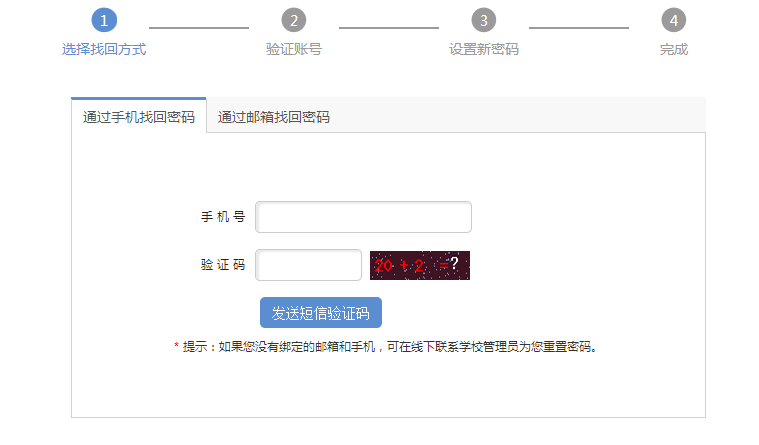 1 2 3 4
选择找回方式 验证账号 设置新密码 完成
通过手机找回密码 通过邮箱找回密码
手 机 号
验 证 码 20 + 2 =?
发送短信验证码
* 提示：如果您没有绑定的邮箱和手机，可在线下联系学校管理员为您重置密码。